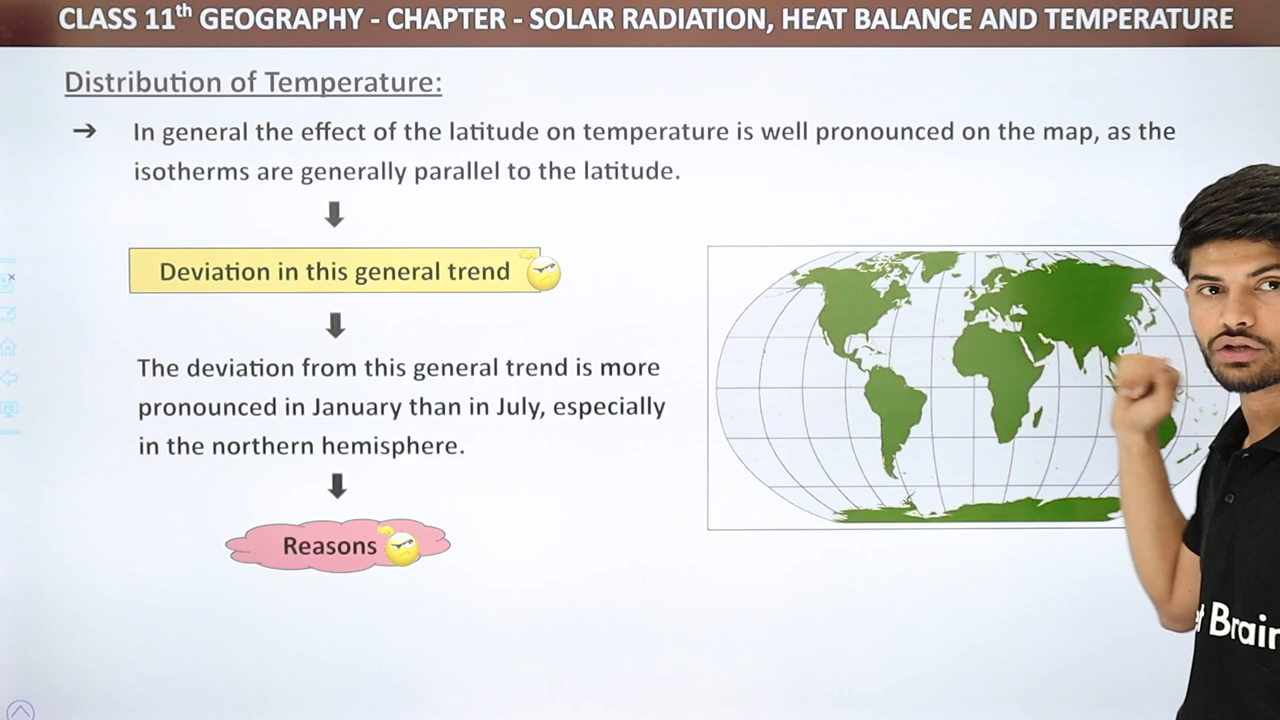 CLASS 11th GEOGRAPHY - CHAPTER - SOLAR RADIATION, HEAT BALANCE AND TEMPERATURE
Distribution of Temperature:
➔ In general the effect of the latitude on temperature is well pronounced on the map, as the
isotherms are generally parallel to the latitude.
Deviation in this general trend
The deviation from this general trend is more
pronounced in January than in July, especially
in the northern hemisphere.
Reasons
Brain